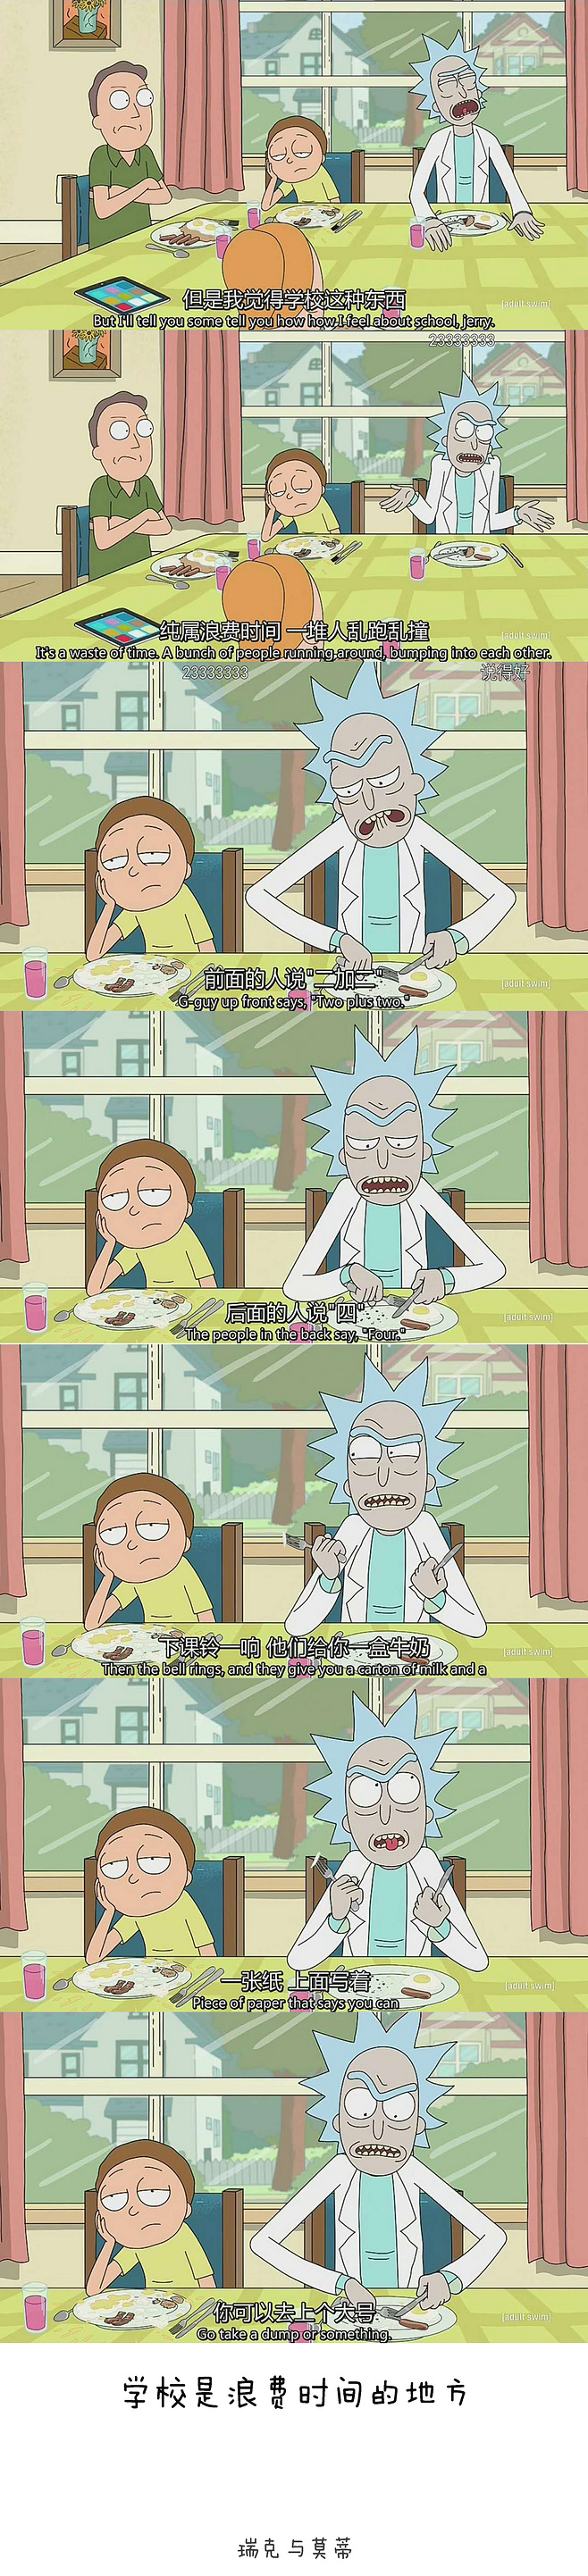 但是我觉得学校这种东西
[adult swim]
But I'll tell you some tell you how how I feel about school, jerry.
23333333
纯属浪费时间 一堆人乱跑乱撞
[adult swim]
It's a waste of time. A bunch of people running around, bumping into each other.
23333333
说得好
前面的人说"二加二"
[adult swim]
G-guy up front says, "Two plus two."
后面的人说"四"
[adult swim]
The people in the back say, "Four."
下课铃一响 他们给你一盒牛奶
[adult swim]
Then the bell rings, and they give you a carton of milk and a
一张纸 上面写着
[adult swim]
Piece of paper that says you can
你可以去上个大号
[adult swim]
Go take a dump or something.
学校是浪费时间的地方
瑞克与莫蒂